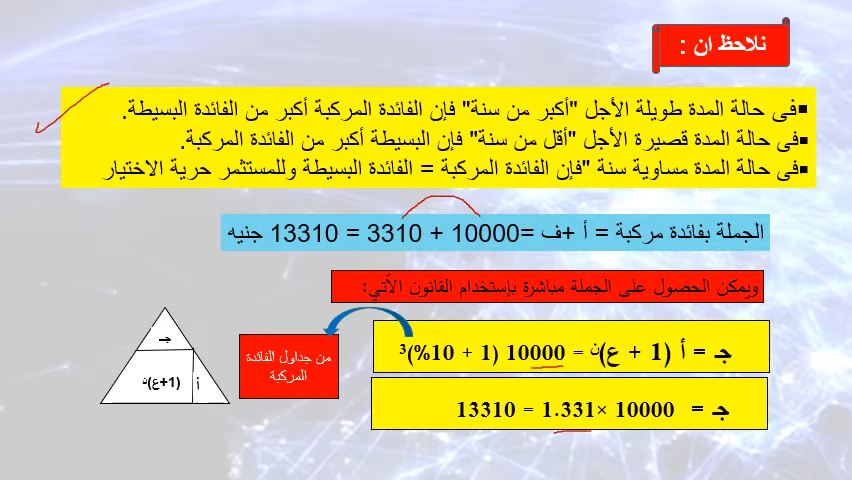 نلاحظ ان :
▪فى حالة المدة طويلة الأجل "أكبر من سنة" فإن الفائدة المركبة أكبر من الفائدة البسيطة.
▪فى حالة المدة قصيرة الأجل "أقل من سنة" فإن البسيطة أكبر من الفائدة المركبة.
▪فى حالة المدة مساوية سنة "فإن الفائدة المركبة = الفائدة البسيطة وللمستثمر حرية الاختيار
الجملة بفائدة مركبة = أ +ف =10000 + 3310 = 13310 جنيه
ويمكن الحصول على الجملة مباشرة بإستخدام القانون الأتي:
جـ = أ (1 + ع)ن = 10000 (1 + 10%)3
من جداول الفائدة
المركبة
جـ
أ
(1+ع)ن
جـ = 10000 ×1.331 = 13310